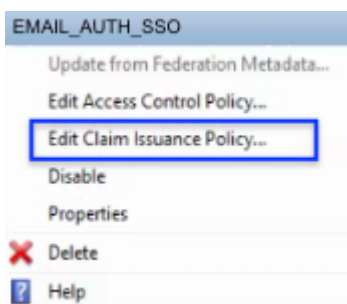 EMAIL_AUTH_SSO
Update from Federation Metadata...
Edit Access Control Policy...
Edit Claim Issuance Policy...
Disable
Properties
Delete
Help